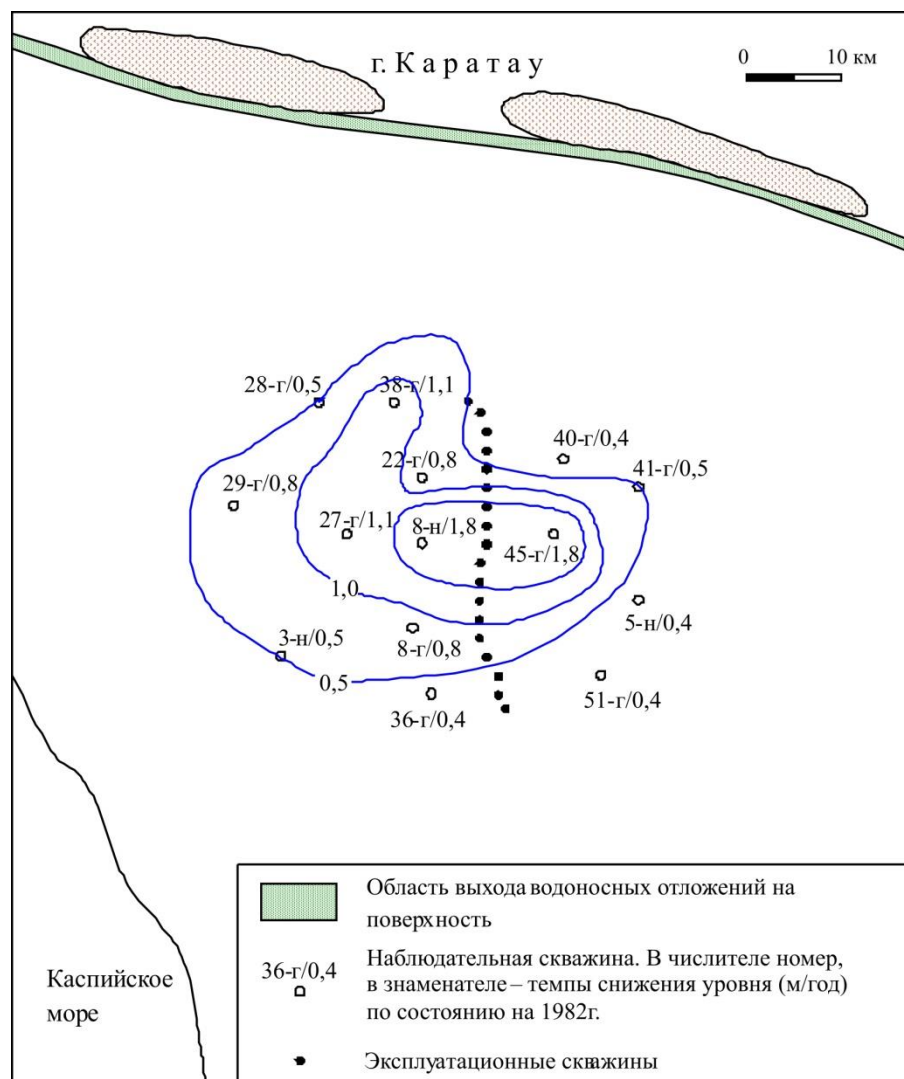 г. Каратау
0 10 км
28-г/0,5
38-г/1,1
40-г/0,4
22-г/0,8
41-г/0,5
29-г/0,8
27-г/1,1
8-н/1,8
45-г/1,8
1,0
5-н/0,4
3-н/0,5
8-г/0,8
0,5
51-г/0,4
36-г/0,4
Область выхода водоносных отложений на
поверхность
36-г/0,4
Наблюдательная скважина. В числителе номер,
в знаменателе – темпы снижения уровня (м/год)
по состоянию на 1982г.
Каспийское
море
Эксплуатационные скважины